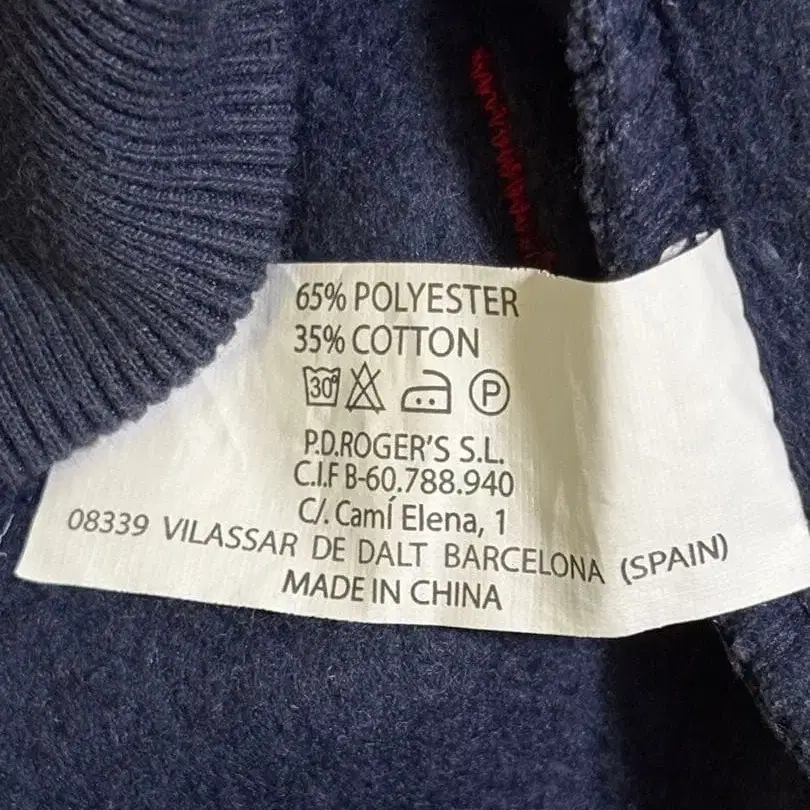 65% POLYESTER
35% COTTON
30° P
P.D.ROGER'S S.L.
C.I.F B-60.788.940
C/. Camí Elena, 1
08339 VILASSAR DE DALT BARCELONA (SPAIN)
MADE IN CHINA